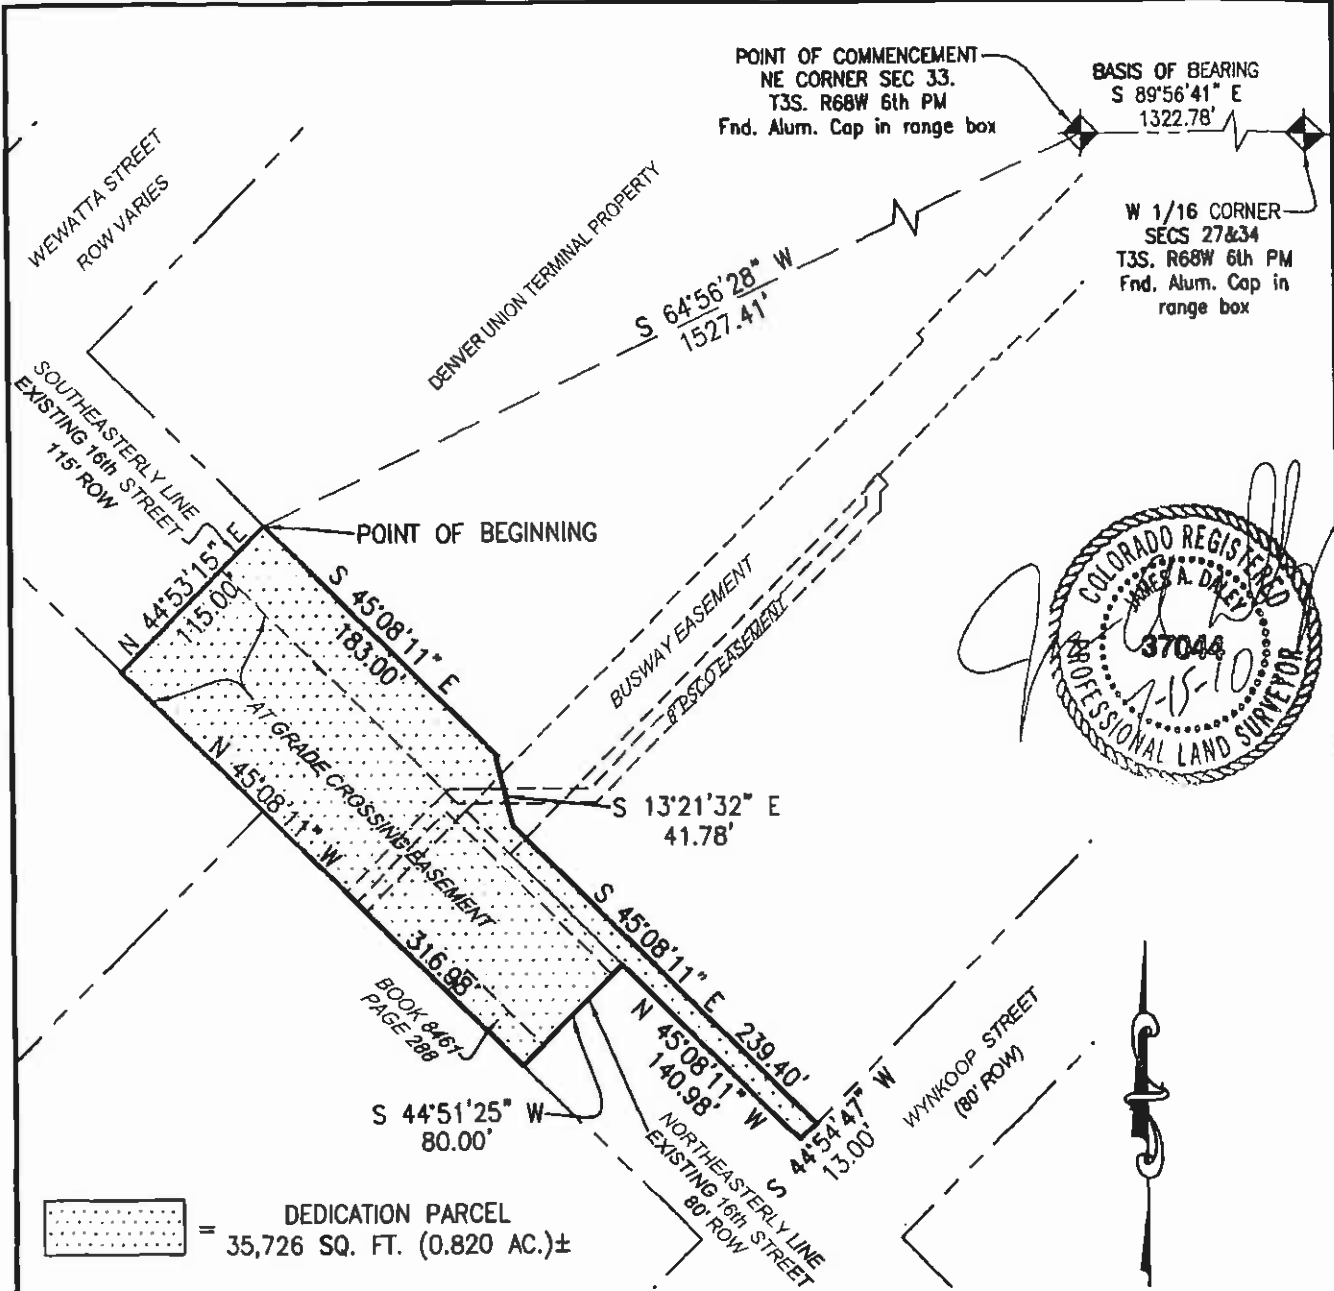 POINT OF COMMENCEMENT
NE CORNER SEC 33.
T3S. R68W 6th PM
Fnd. Alum. Cap in range box
BASIS OF BEARING
S 89°56'41" E
1322.78'
W 1/16 CORNER
SECS 27&34
T3S. R68W 6th PM
Fnd. Alum. Cap in
range box
WEWATTA STREET
ROW VARIES
DENVER UNION TERMINAL PROPERTY
S 64°56'28" W
1527.41'
SOUTHEASTERLY LINE
EXISTING 16th STREET
115' ROW
POINT OF BEGINNING
N 44°53'15" E
115.00'
S 45°08'11" E
183.00'
BUSWAY EASEMENT
8' PSCO EASEMENT
COLORADO REGISTERED
JAMES A. DALEY
37044
7-15-10
PROFESSIONAL LAND SURVEYOR
AT GRADE CROSSING EASEMENT
S 13°21'32" E
41.78'
N 45°08'11" W
316.98'
S 45°08'11" E 239.40'
BOOK 8461
PAGE 288
N 45°08'11" W
140.98'
S 44°51'25" W
80.00'
S 44°54'47" W
13.00'
WYNKOOP STREET
(80' ROW)
NORTHEASTERLY LINE
EXISTING 16th STREET
80' ROW
= DEDICATION PARCEL
35,726 SQ. FT. (0.820 AC.)±